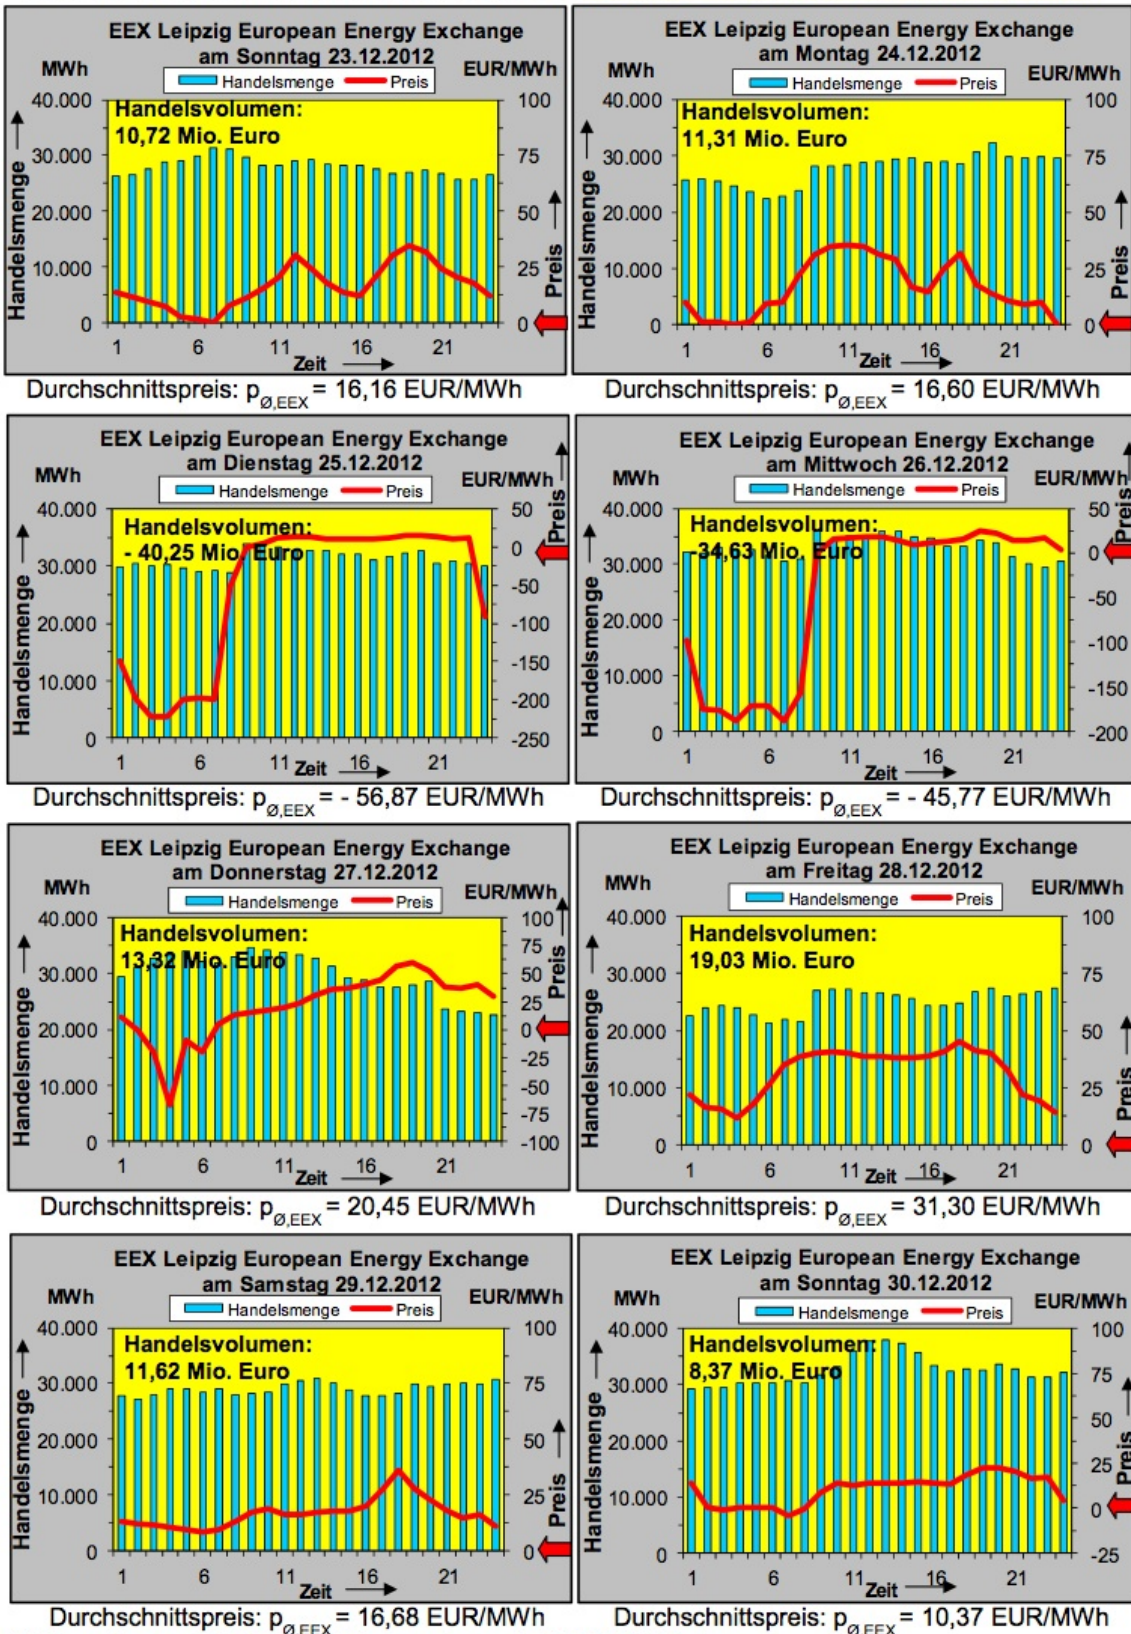 EEX Leipzig European Energy Exchange
am Sonntag 23.12.2012
MWh
EUR/MWh
Handelsmenge
Preis
Handelsvolumen:
10,72 Mio. Euro
40.000
30.000
20.000
10.000
0
100
75
50
25
0
Handelsmenge
Preis
1 6 11 16 21
Zeit
Durchschnittspreis: pØ,EEX = 16,16 EUR/MWh
EEX Leipzig European Energy Exchange
am Montag 24.12.2012
MWh
EUR/MWh
Handelsmenge
Preis
Handelsvolumen:
11,31 Mio. Euro
40.000
30.000
20.000
10.000
0
100
75
50
25
0
Handelsmenge
Preis
1 6 11 16 21
Zeit
Durchschnittspreis: pØ,EEX = 16,60 EUR/MWh
EEX Leipzig European Energy Exchange
am Dienstag 25.12.2012
MWh
EUR/MWh
Handelsmenge
Preis
Handelsvolumen:
- 40,25 Mio. Euro
40.000
30.000
20.000
10.000
0
50
0
-50
-100
-150
-200
-250
Handelsmenge
Preis
1 6 11 16 21
Zeit
Durchschnittspreis: pØ,EEX = - 56,87 EUR/MWh
EEX Leipzig European Energy Exchange
am Mittwoch 26.12.2012
MWh
EUR/MWh
Handelsmenge
Preis
Handelsvolumen:
-34,63 Mio. Euro
40.000
30.000
20.000
10.000
0
50
0
-50
-100
-150
-200
Handelsmenge
Preis
1 6 11 16 21
Zeit
Durchschnittspreis: pØ,EEX = - 45,77 EUR/MWh
EEX Leipzig European Energy Exchange
am Donnerstag 27.12.2012
MWh
EUR/MWh
Handelsmenge
Preis
Handelsvolumen:
13,32 Mio. Euro
40.000
30.000
20.000
10.000
0
100
75
50
25
0
-25
-50
-75
-100
Handelsmenge
Preis
1 6 11 16 21
Zeit
Durchschnittspreis: pØ,EEX = 20,45 EUR/MWh
EEX Leipzig European Energy Exchange
am Freitag 28.12.2012
MWh
EUR/MWh
Handelsmenge
Preis
Handelsvolumen:
19,03 Mio. Euro
40.000
30.000
20.000
10.000
0
100
75
50
25
0
Handelsmenge
Preis
1 6 11 16 21
Zeit
Durchschnittspreis: pØ,EEX = 31,30 EUR/MWh
EEX Leipzig European Energy Exchange
am Samstag 29.12.2012
MWh
EUR/MWh
Handelsmenge
Preis
Handelsvolumen:
11,62 Mio. Euro
40.000
30.000
20.000
10.000
0
100
75
50
25
0
Handelsmenge
Preis
1 6 11 16 21
Zeit
Durchschnittspreis: pØ,EEX = 16,68 EUR/MWh
EEX Leipzig European Energy Exchange
am Sonntag 30.12.2012
MWh
EUR/MWh
Handelsmenge
Preis
Handelsvolumen:
8,37 Mio. Euro
40.000
30.000
20.000
10.000
0
100
75
50
25
0
-25
Handelsmenge
Preis
1 6 11 16 21
Zeit
Durchschnittspreis: pØ,EEX = 10,37 EUR/MWh